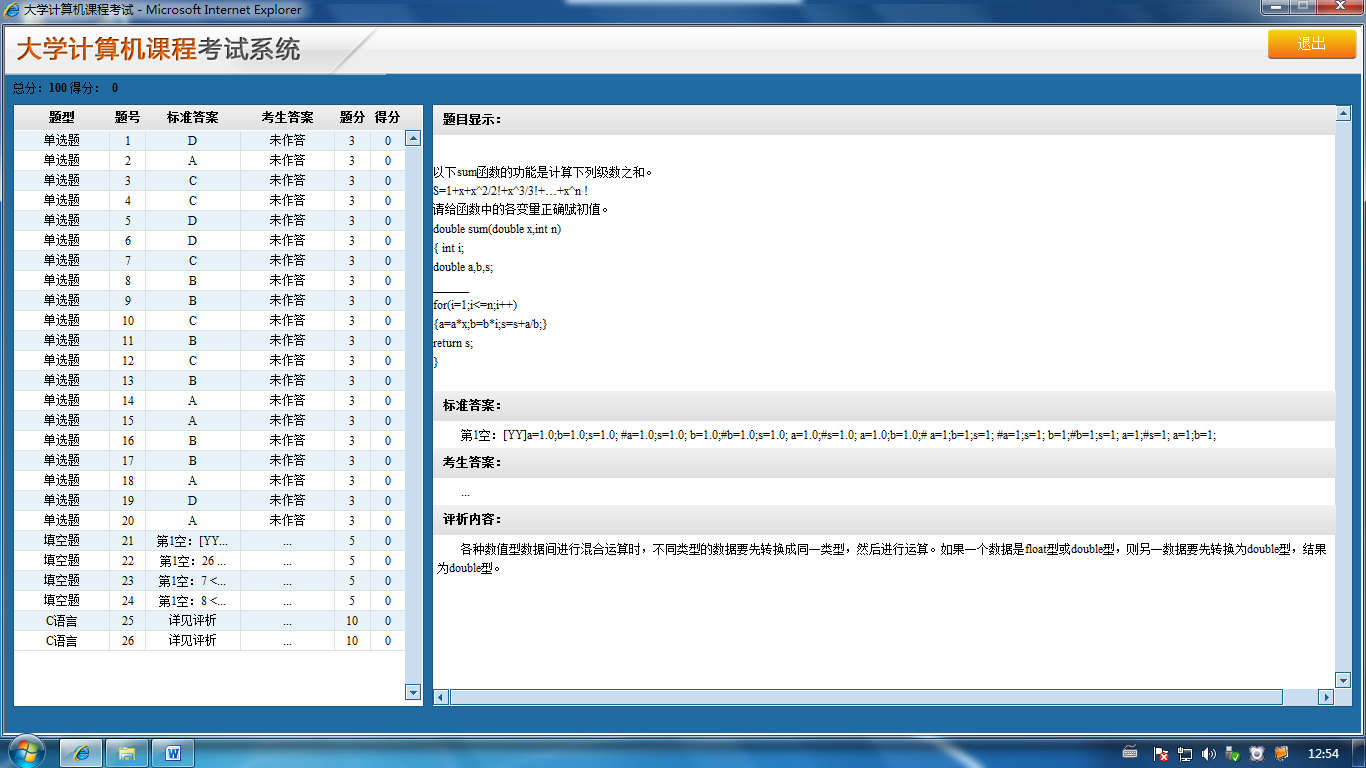 大学计算机课程考试 - Microsoft Internet Explorer
大学计算机课程考试系统
退出
总分：100 得分： 0
题型 题号 标准答案 考生答案 题分 得分
单选题 1 D 未作答 3 0
单选题 2 A 未作答 3 0
单选题 3 C 未作答 3 0
单选题 4 C 未作答 3 0
单选题 5 D 未作答 3 0
单选题 6 D 未作答 3 0
单选题 7 C 未作答 3 0
单选题 8 B 未作答 3 0
单选题 9 B 未作答 3 0
单选题 10 C 未作答 3 0
单选题 11 B 未作答 3 0
单选题 12 C 未作答 3 0
单选题 13 B 未作答 3 0
单选题 14 A 未作答 3 0
单选题 15 A 未作答 3 0
单选题 16 B 未作答 3 0
单选题 17 B 未作答 3 0
单选题 18 A 未作答 3 0
单选题 19 D 未作答 3 0
单选题 20 A 未作答 3 0
填空题 21 第1空：[YY... ... 5 0
填空题 22 第1空：26 ... ... 5 0
填空题 23 第1空：7 <... ... 5 0
填空题 24 第1空：8 <... ... 5 0
C语言 25 详见评析 ... 10 0
C语言 26 详见评析 ... 10 0
题目显示：
以下sum函数的功能是计算下列级数之和。
S=1+x+x^2/2!+x^3/3!+…+x^n !
请给函数中的各变量正确赋初值。
double sum(double x,int n)
{ int i;
double a,b,s;
______
for(i=1;i<=n;i++)
{a=a*x;b=b*i;s=s+a/b;}
return s;
}
标准答案：
第1空：[YY]a=1.0;b=1.0;s=1.0; #a=1.0;s=1.0; b=1.0;#b=1.0;s=1.0; a=1.0;#s=1.0; a=1.0;b=1.0;# a=1;b=1;s=1; #a=1;s=1; b=1;#b=1;s=1; a=1;#s=1; a=1;b=1;
考生答案：
...
评析内容：
各种数值型数据间进行混合运算时，不同类型的数据要先转换成同一类型，然后进行运算。如果一个数据是float型或double型，则另一数据要先转换为double型，结果
为double型。
12:54